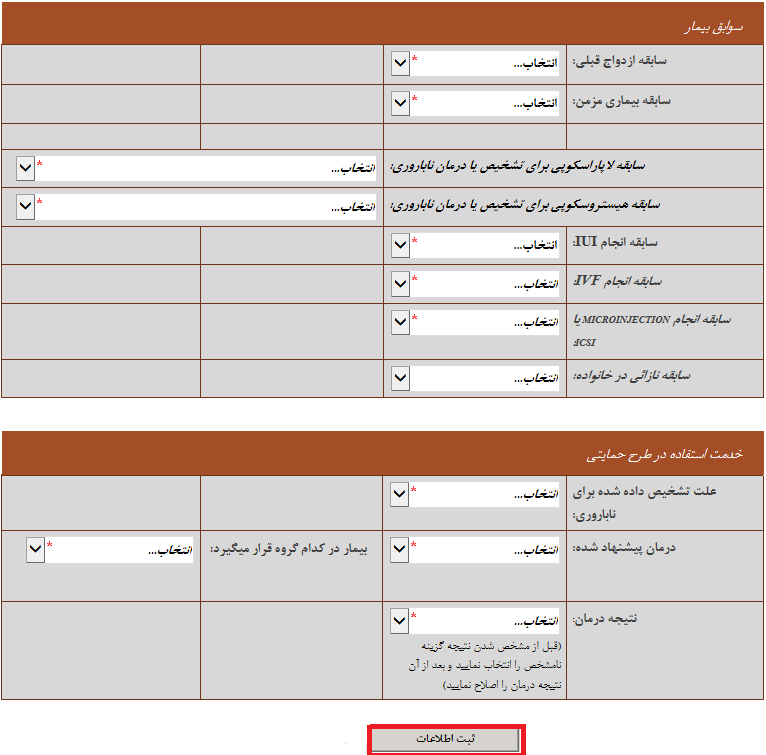 سوابق بیمار
سابقه ازدواج قبلی: انتخاب... *
سابقه بیماری مزمن: انتخاب... *
سابقه لاپاراسکوپی برای تشخیص یا درمان ناباروری: انتخاب... *
سابقه هیستروسکوپی برای تشخیص یا درمان ناباروری: انتخاب... *
سابقه انجام IUI: انتخاب... *
سابقه انجام IVF: انتخاب... *
سابقه انجام MICROINJECTION یا انتخاب... *
ICSI:
سابقه نازائی در خانواده: انتخاب...
خدمت استفاده در طرح حمایتی
علت تشخیص داده شده برای انتخاب... *
ناباروری:
درمان پیشنهاد شده: انتخاب... * بیمار در کدام گروه قرار میگیرد: انتخاب... *
نتیجه درمان: انتخاب... *
(قبل از مشخص شدن نتیجه گزینه
نامشخص را انتخاب نمایید و بعد از آن
نتیجه درمان را اصلاح نمایید)
ثبت اطلاعات